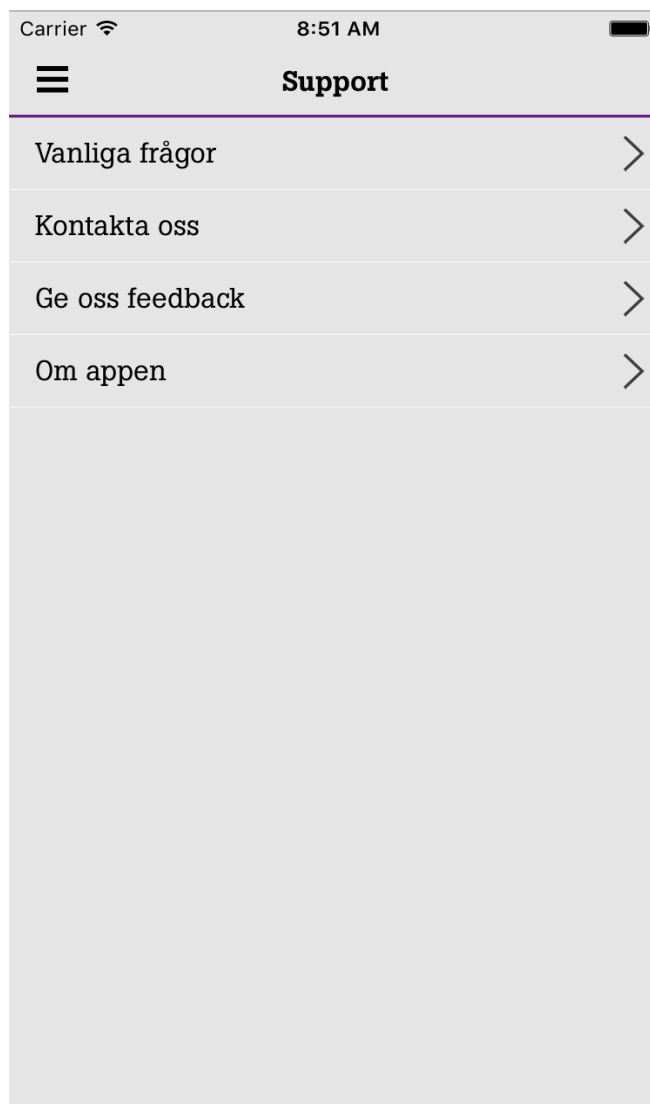 Carrier 8:51 AM
Support
Vanliga frågor
Kontakta oss
Ge oss feedback
Om appen